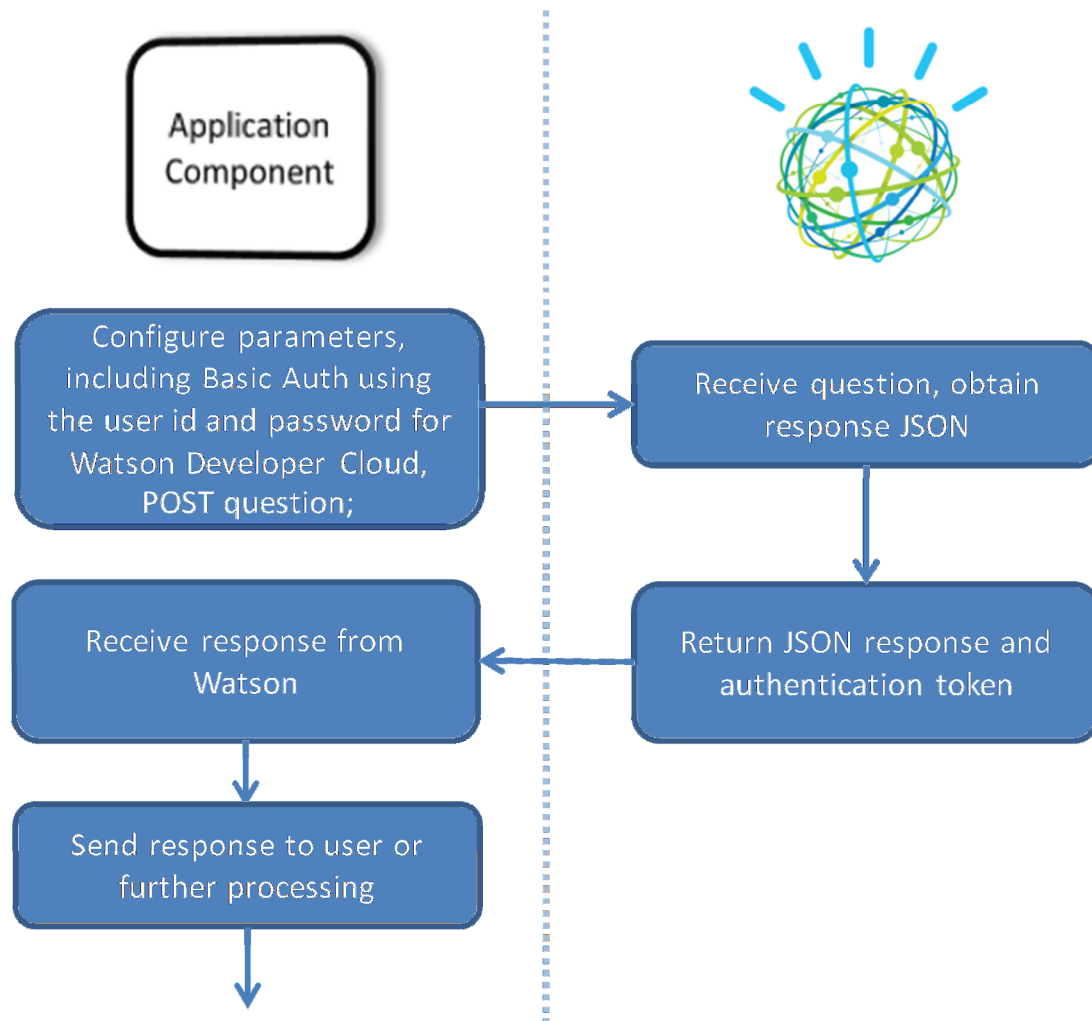 Application
Component
Configure parameters,
including Basic Auth using
the user id and password for
Watson Developer Cloud,
POST question;
Receive question, obtain
response JSON
Return JSON response and
authentication token
Receive response from
Watson
Send response to user or
further processing